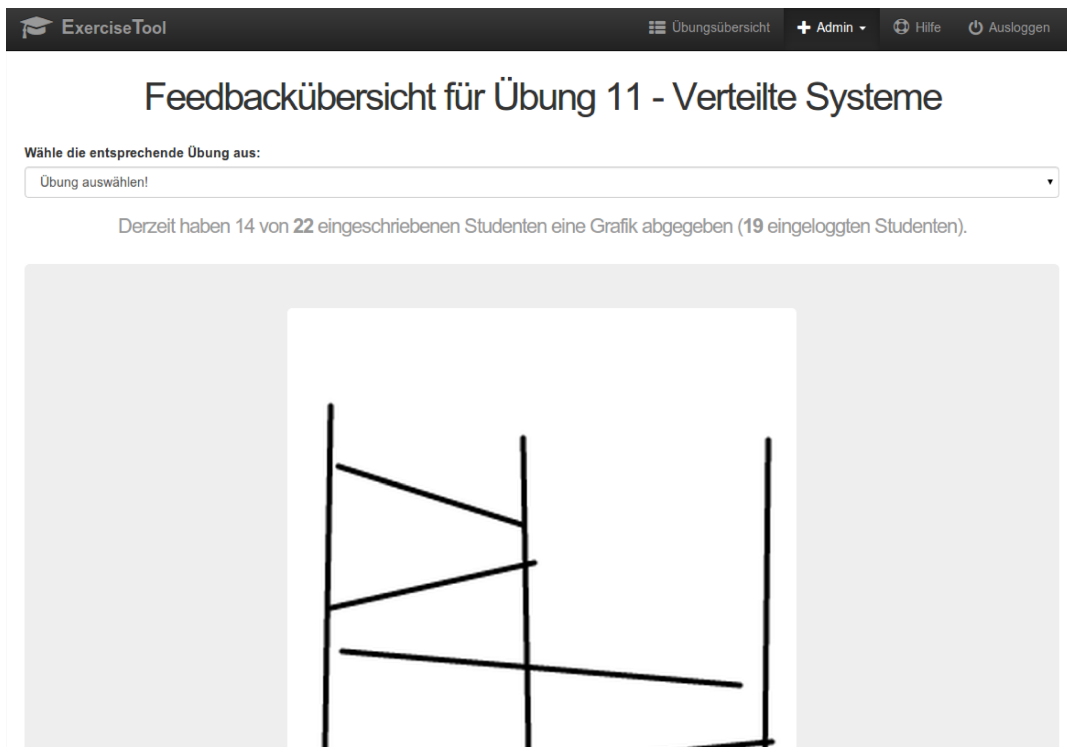 ExerciseTool Übungsübersicht Admin Hilfe Ausloggen
Feedbackübersicht für Übung 11 - Verteilte Systeme
Wähle die entsprechende Übung aus:
Übung auswählen!
Derzeit haben 14 von 22 eingeschriebenen Studenten eine Grafik abgegeben (19 eingeloggten Studenten).